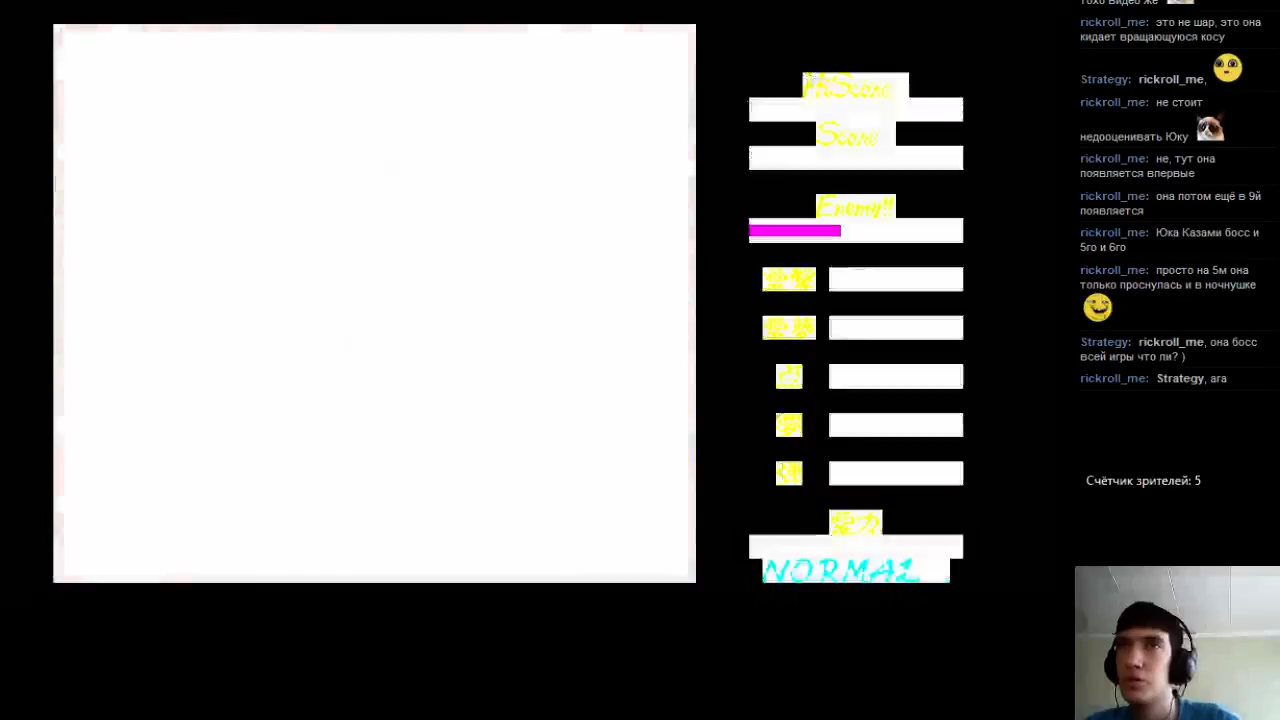 HiScore
Score
Enemy!!
NORMAL
тохо видео же
rickroll_me: это не шар, это она
кидает вращающуюся косу
Strategy: rickroll_me,
rickroll_me: не стоит
недооценивать Юку
rickroll_me: не, тут она
появляется впервые
rickroll_me: она потом ещё в 9й
появляется
rickroll_me: Юка Казами босс и
5го и 6го
rickroll_me: просто на 5м она
только проснулась и в ночнушке
Strategy: rickroll_me, она босс
всей игры что ли? )
rickroll_me: Strategy, ага
Счётчик зрителей: 5